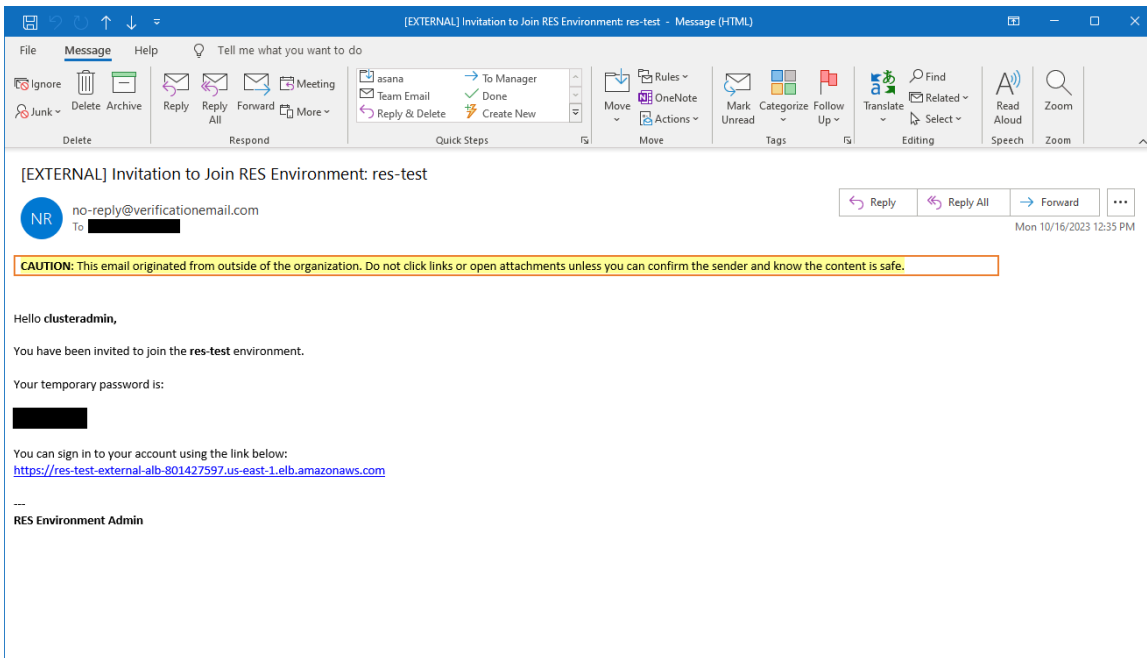 [EXTERNAL] Invitation to Join RES Environment: res-test - Message (HTML)
File Message Help Tell me what you want to do
Ignore
Junk
Delete Archive
Reply
Reply All
Forward
Meeting
More
asana
Team Email
Reply & Delete
To Manager
Done
Create New
Move
Rules
OneNote
Actions
Mark Unread
Categorize
Follow Up
Translate
Find
Related
Select
Read Aloud
Zoom
Delete Respond Quick Steps Move Tags Editing Speech Zoom
[EXTERNAL] Invitation to Join RES Environment: res-test
NR
no-reply@verificationemail.com
To
Reply Reply All Forward
Mon 10/16/2023 12:35 PM
CAUTION: This email originated from outside of the organization. Do not click links or open attachments unless you can confirm the sender and know the content is safe.
Hello clusteradmin,
You have been invited to join the res-test environment.
Your temporary password is:
You can sign in to your account using the link below:
https://res-test-external-alb-801427597.us-east-1.elb.amazonaws.com
---
RES Environment Admin